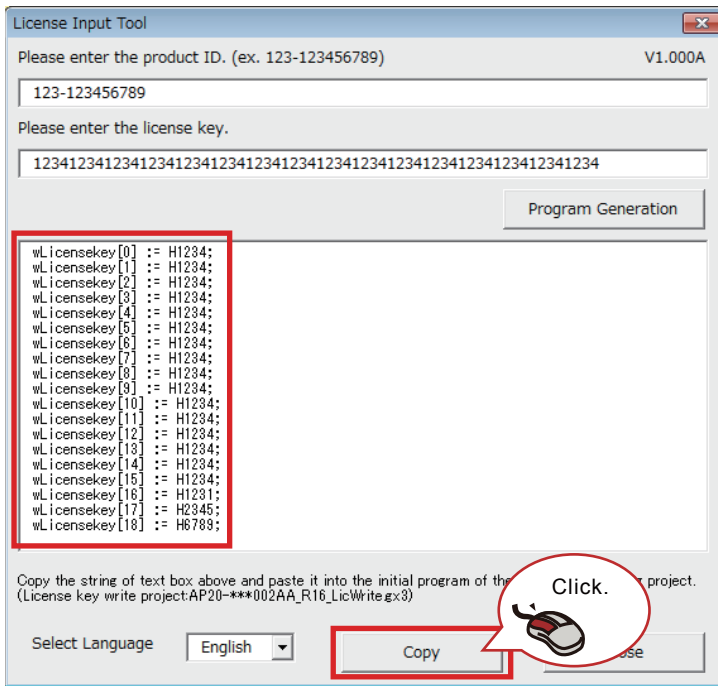 License Input Tool
Please enter the product ID. (ex. 123-123456789) V1.000A
123-123456789
Please enter the license key.
1234123412341234123412341234123412341234123412341234123412341234
Program Generation
wLicensekey[0] := H1234;
wLicensekey[1] := H1234;
wLicensekey[2] := H1234;
wLicensekey[3] := H1234;
wLicensekey[4] := H1234;
wLicensekey[5] := H1234;
wLicensekey[6] := H1234;
wLicensekey[7] := H1234;
wLicensekey[8] := H1234;
wLicensekey[9] := H1234;
wLicensekey[10] := H1234;
wLicensekey[11] := H1234;
wLicensekey[12] := H1234;
wLicensekey[13] := H1234;
wLicensekey[14] := H1234;
wLicensekey[15] := H1234;
wLicensekey[16] := H1231;
wLicensekey[17] := H2345;
wLicensekey[18] := H6789;
Copy the string of text box above and paste it into the initial program of the project.
(License key write project:AP20-***002AA_R16_LicWrite.gx3)
Click.
Select Language English Copy